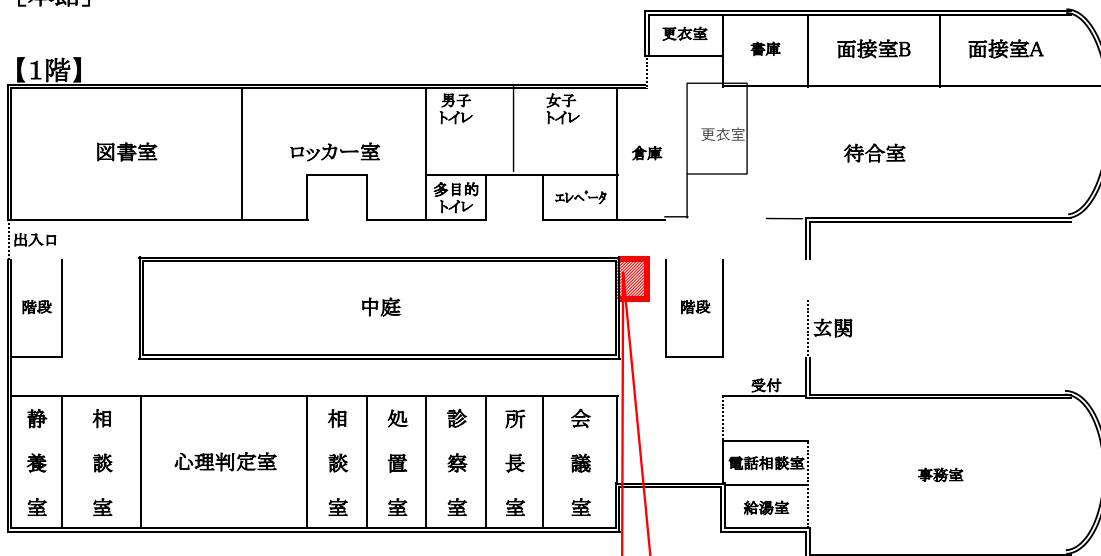 【1階】
更衣室
書庫
面接室B
面接室A
図書室
ロッカー室
男子
トイレ
女子
トイレ
倉庫
更衣室
待合室
多目的
トイレ
エレベータ
出入口
階段
中庭
階段
玄関
受付
静養室
相談室
心理判定室
相談室
処置室
診察室
所長室
会議室
電話相談室
給湯室
事務室